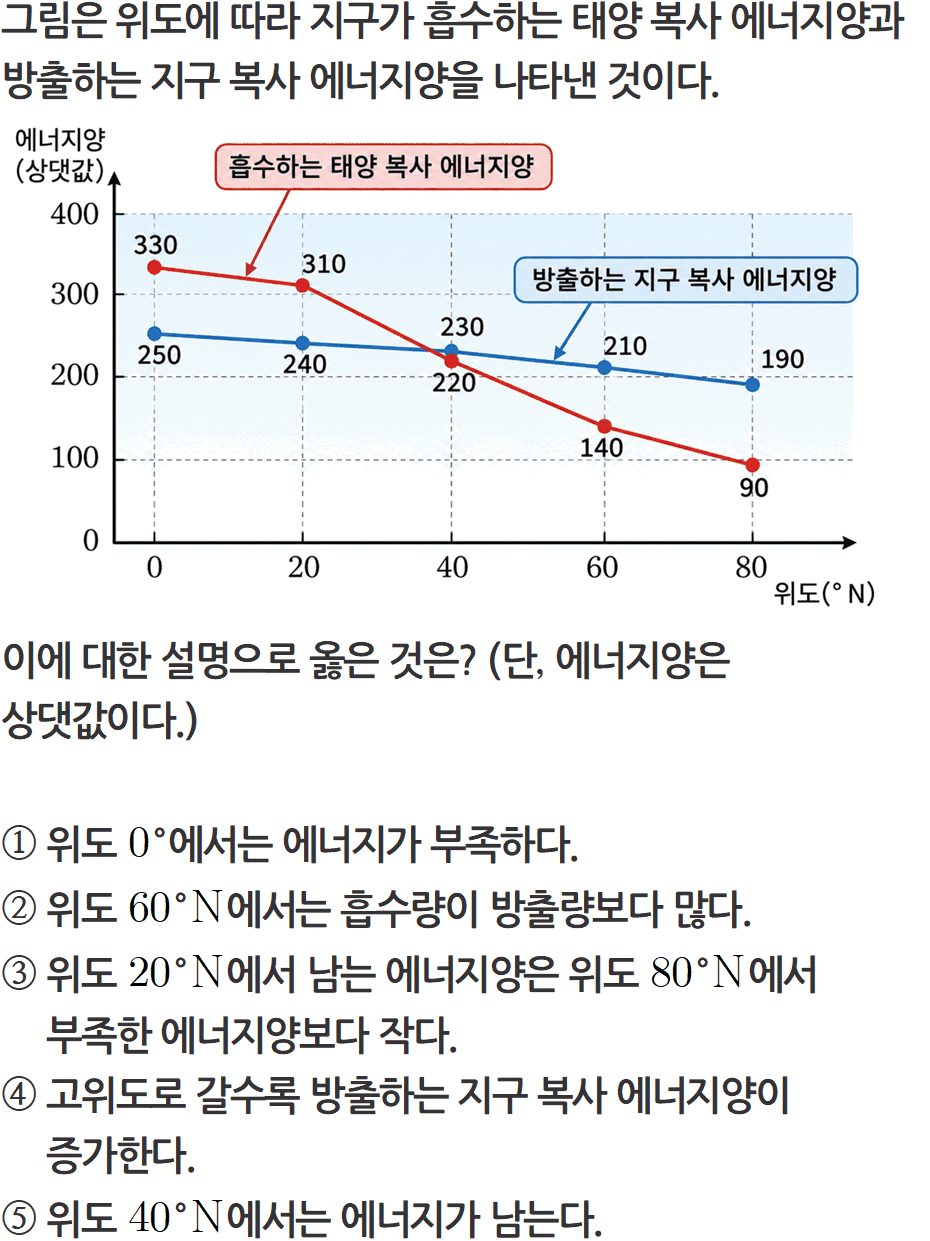 그림은 위도에 따라 지구가 흡수하는 태양 복사 에너지양과
방출하는 지구 복사 에너지양을 나타낸 것이다.
에너지양
(상댓값)
흡수하는 태양 복사 에너지양
400
330
310
방출하는 지구 복사 에너지양
300
230
210
190
250
240
220
200
140
100
90
0
0 20 40 60 80
위도(°N)
이에 대한 설명으로 옳은 것은? (단, 에너지양은
상댓값이다.)
① 위도 0°에서는 에너지가 부족하다.
② 위도 60°N에서는 흡수량이 방출량보다 많다.
③ 위도 20°N에서 남는 에너지양은 위도 80°N에서
부족한 에너지양보다 작다.
④ 고위도로 갈수록 방출하는 지구 복사 에너지양이
증가한다.
⑤ 위도 40°N에서는 에너지가 남는다.